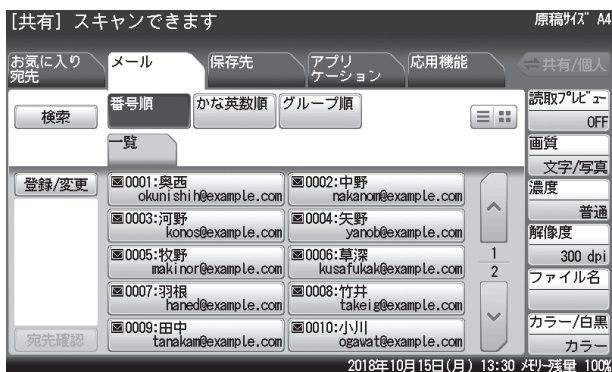 [共有] スキャンできます
原稿ｻｲｽﾞ A4
お気に入り
宛先
メール
保存先
アプリ
ケーション
応用機能
共有/個人
検索
番号順
かな英数順
グループ順
一覧
登録/変更
0001:奥西
okunishih@example.com
0002:中野
nakanom@example.com
0003:河野
konos@example.com
0004:矢野
yanob@example.com
0005:牧野
makinor@example.com
0006:草深
kusafukak@example.com
0007:羽根
haned@example.com
0008:竹井
takeig@example.com
0009:田中
tanakam@example.com
0010:小川
ogawat@example.com
1
2
宛先確認
読取ﾌﾟﾚﾋﾞｭｰ
OFF
画質
文字/写真
濃度
普通
解像度
300 dpi
ファイル名
カラー/白黒
カラー
2018年10月15日(月) 13:30 ﾒﾓﾘｰ残量 100%